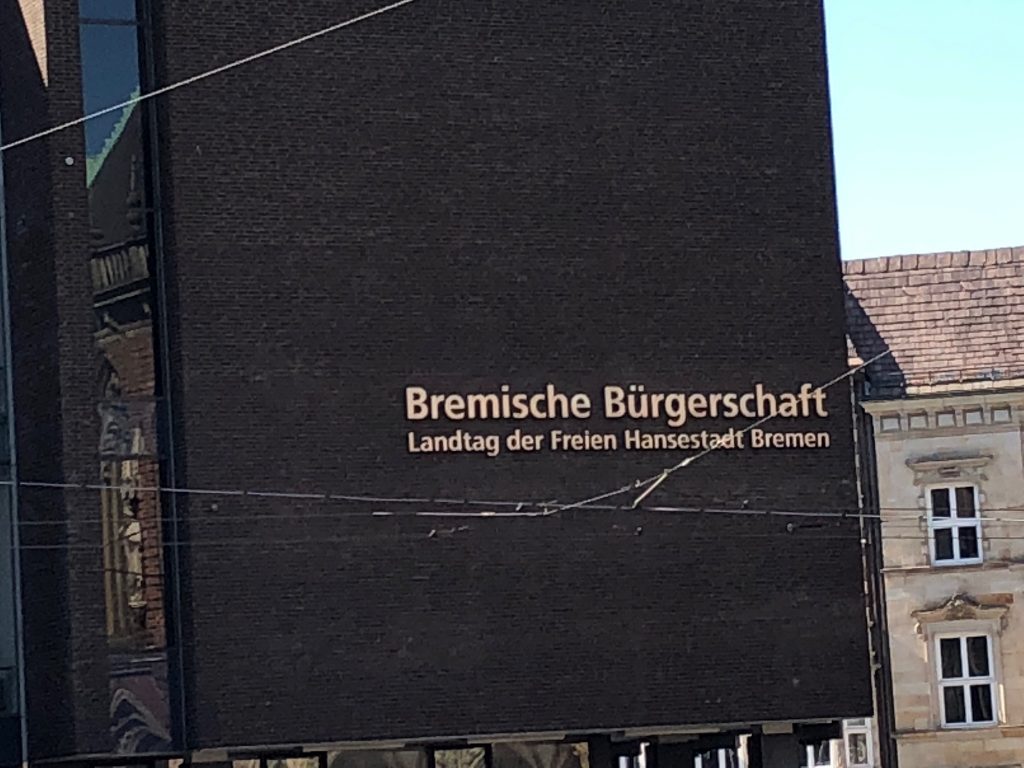 Bremische Bürgerschaft
Landtag der Freien Hansestadt Bremen